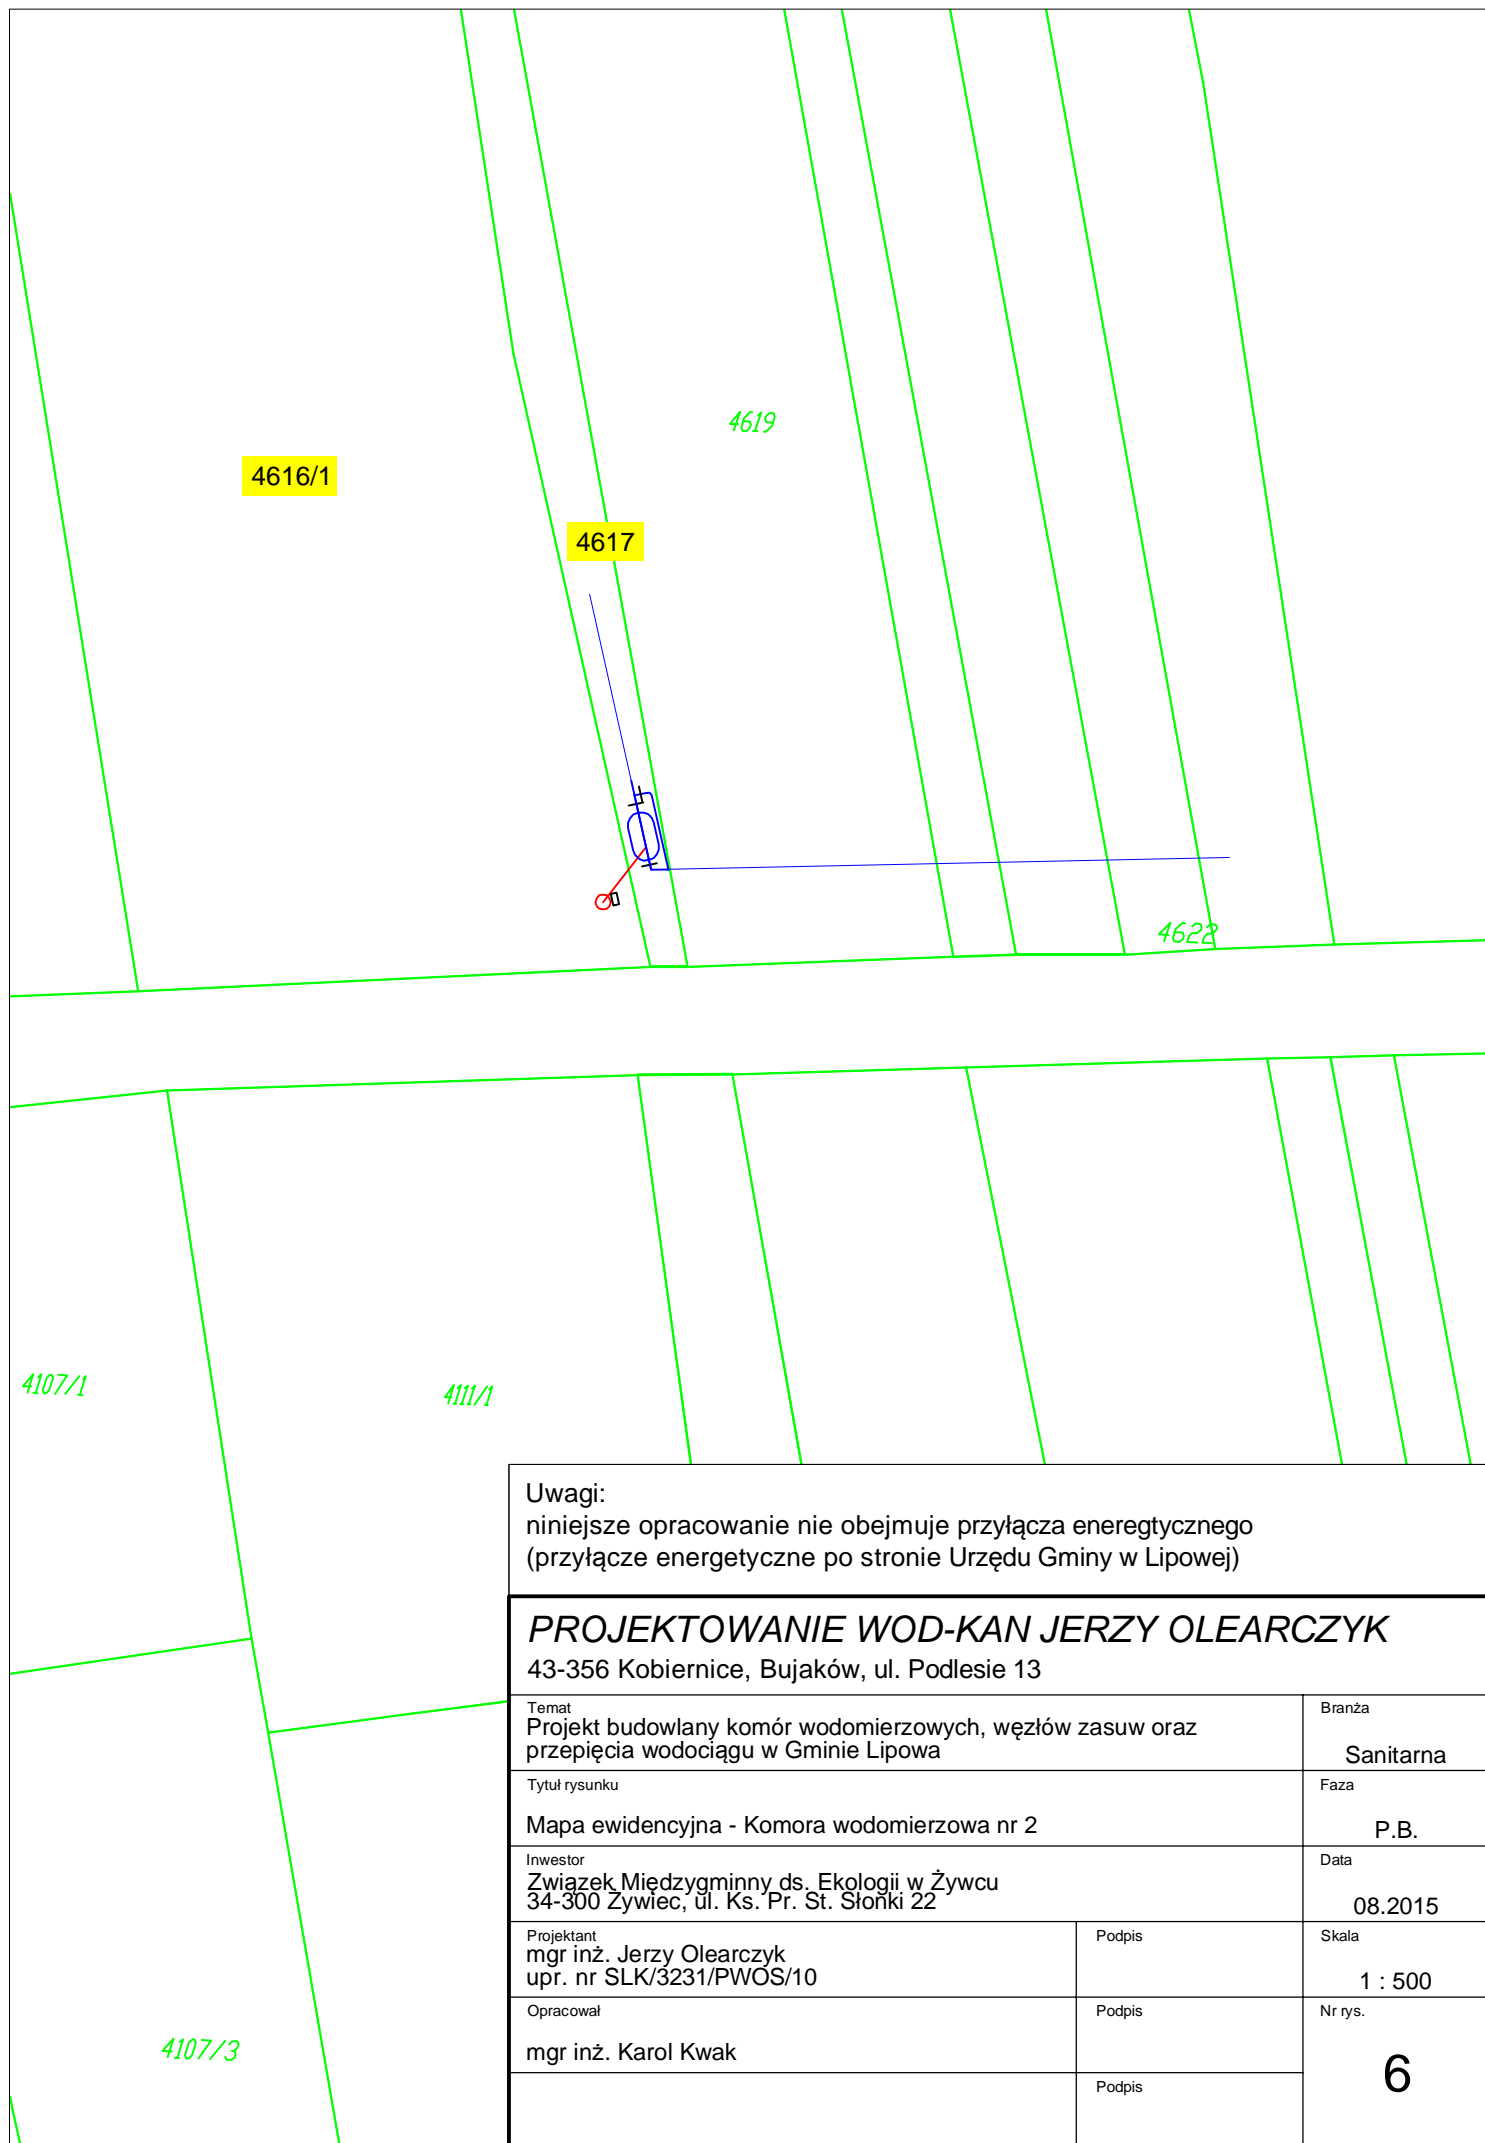 4619
4616/1
4617
4622
4107/1
4111/1
4107/3
Uwagi:
niniejsze opracowanie nie obejmuje przyłącza eneregtycznego
(przyłącze energetyczne po stronie Urzędu Gminy w Lipowej)
PROJEKTOWANIE WOD-KAN JERZY OLEARCZYK
43-356 Kobiernice, Bujaków, ul. Podlesie 13
Temat
Projekt budowlany komór wodomierzowych, węzłów zasuw oraz
przepięcia wodociągu w Gminie Lipowa
Branża
Sanitarna
Tytuł rysunku
Mapa ewidencyjna - Komora wodomierzowa nr 2
Faza
P.B.
Inwestor
Związek Międzygminny ds. Ekologii w Żywcu
34-300 Żywiec, ul. Ks. Pr. St. Słonki 22
Data
08.2015
Projektant
mgr inż. Jerzy Olearczyk
upr. nr SLK/3231/PWOS/10
Podpis
Skala
1 : 500
Opracował
mgr inż. Karol Kwak
Podpis
Nr rys.
6
Podpis